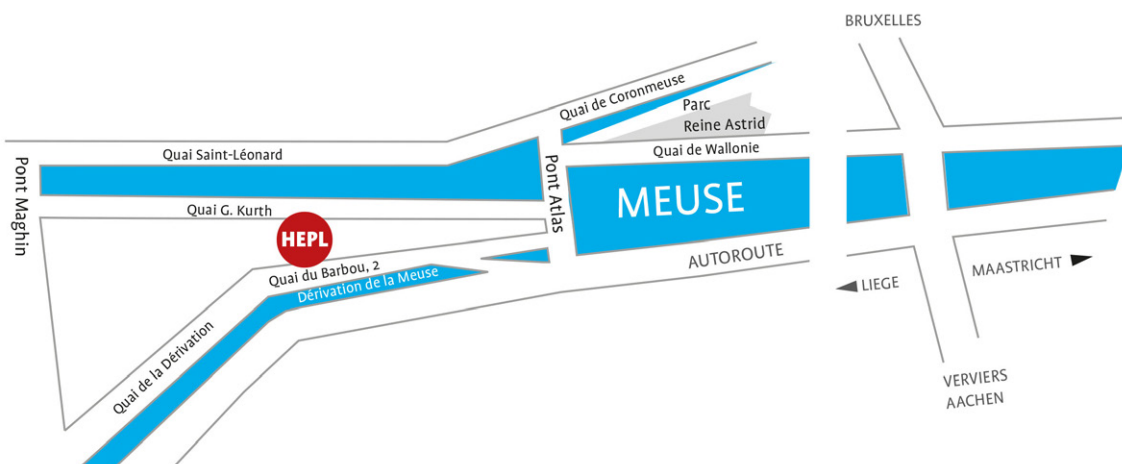 BRUXELLES
Quai de Coronmeuse
Parc
Reine Astrid
Quai Saint-Léonard
Quai de Wallonie
Pont Maghin
Pont Atlas
MEUSE
Quai G. Kurth
HEPL
AUTOROUTE
Quai du Barbou, 2
Dérivation de la Meuse
MAASTRICHT
LIEGE
Quai de la Dérivation
VERVIERS
AACHEN